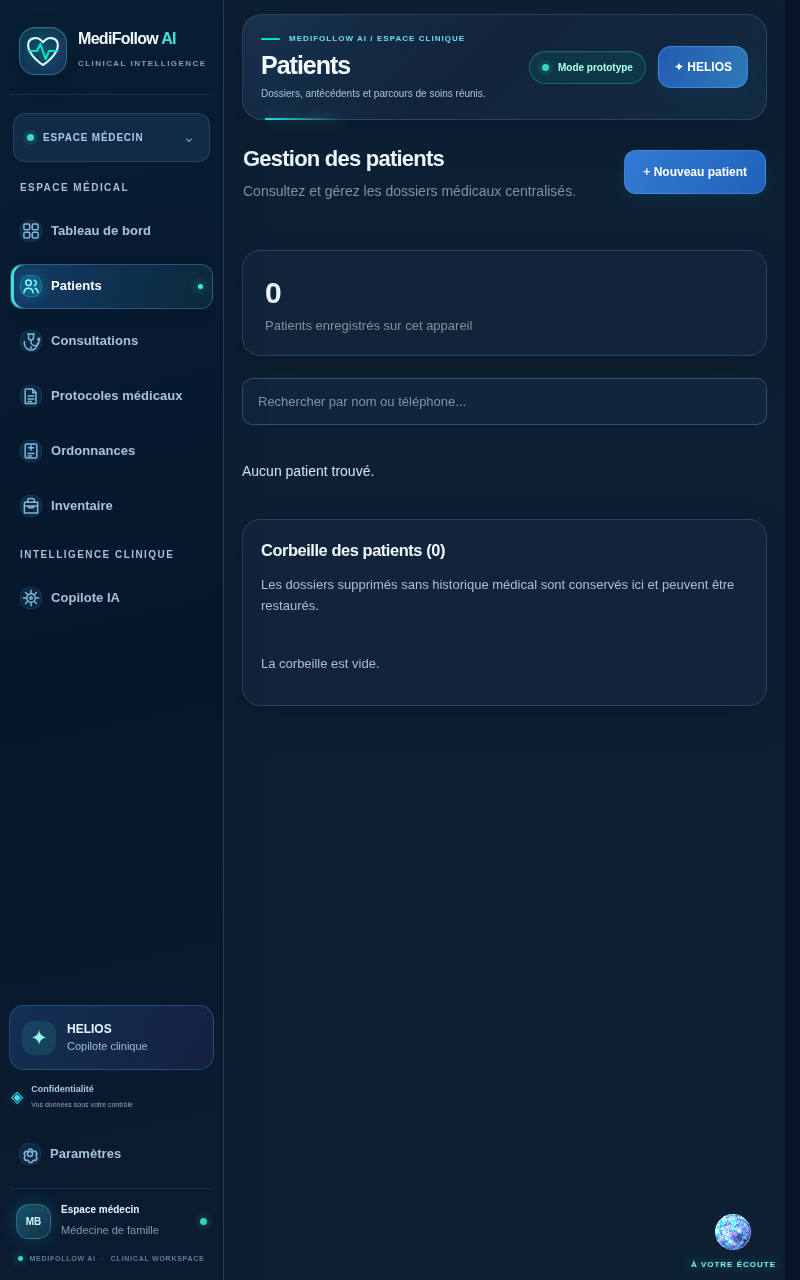 MediFollow AI
CLINICAL INTELLIGENCE
ESPACE MÉDECIN
ESPACE MÉDICAL
Tableau de bord
Patients
Consultations
Protocoles médicaux
Ordonnances
Inventaire
INTELLIGENCE CLINIQUE
Copilote IA
HELIOS
Copilote clinique
Confidentialité
Vos données sous votre contrôle
Paramètres
MB
Espace médecin
Médecine de famille
MEDIFOLLOW AI · CLINICAL WORKSPACE
MEDIFOLLOW AI / ESPACE CLINIQUE
Patients
Dossiers, antécédents et parcours de soins réunis.
Mode prototype
✦ HELIOS
Gestion des patients
Consultez et gérez les dossiers médicaux centralisés.
+ Nouveau patient
0
Patients enregistrés sur cet appareil
Rechercher par nom ou téléphone...
Aucun patient trouvé.
Corbeille des patients (0)
Les dossiers supprimés sans historique médical sont conservés ici et peuvent être
restaurés.
La corbeille est vide.
À VOTRE ÉCOUTE